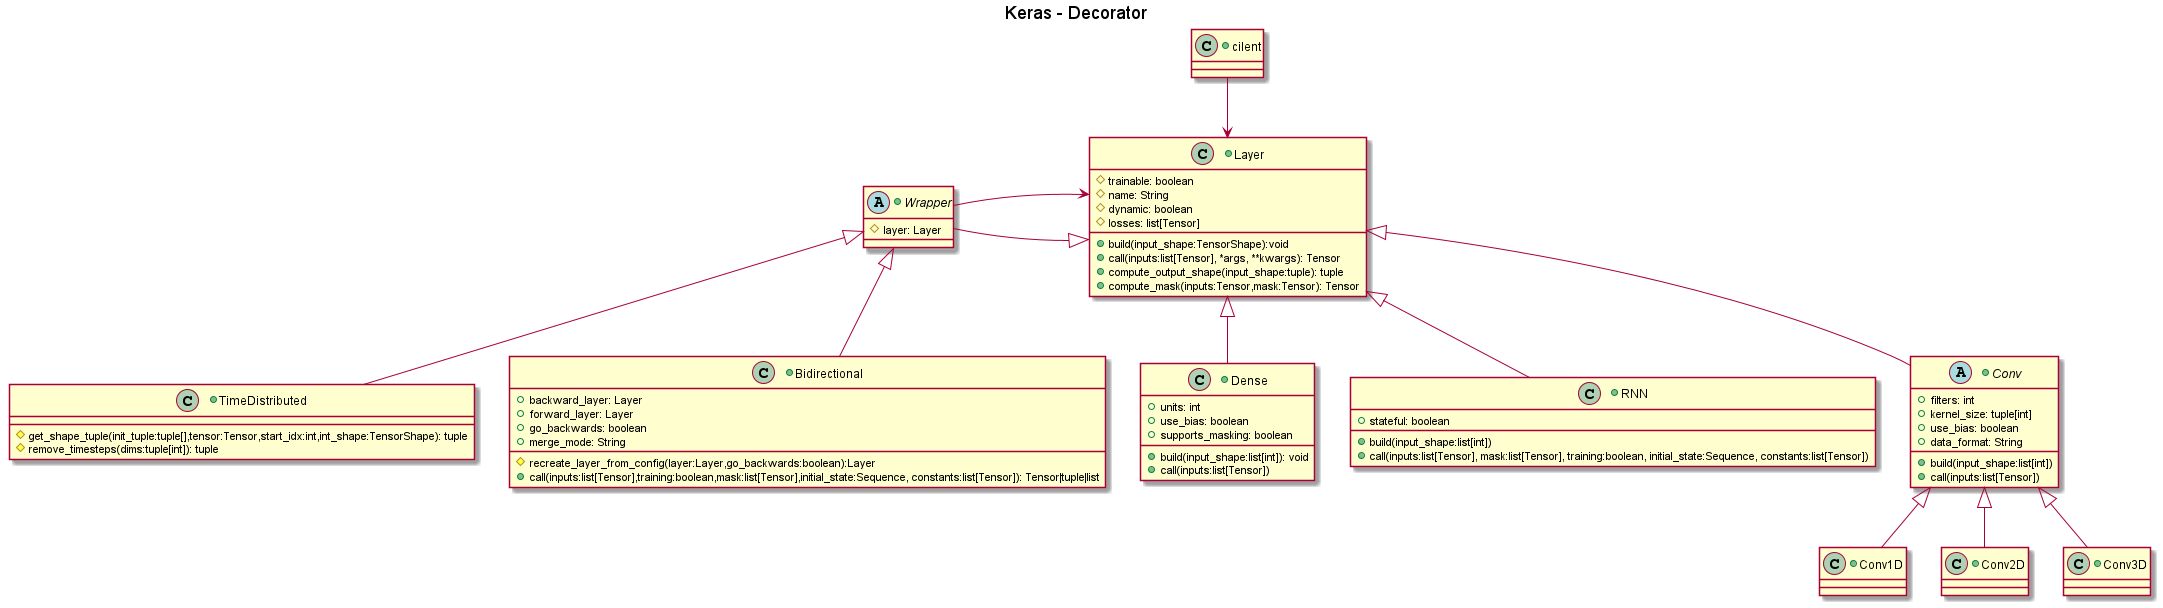 Keras - Decorator
C cilent
C Layer
trainable: boolean
name: String
dynamic: boolean
losses: list[Tensor]
build(input_shape:TensorShape):void
call(inputs:list[Tensor], *args, **kwargs): Tensor
compute_output_shape(input_shape:tuple): tuple
compute_mask(inputs:Tensor,mask:Tensor): Tensor
A Wrapper
layer: Layer
C TimeDistributed
get_shape_tuple(init_tuple:tuple[],tensor:Tensor,start_idx:int,int_shape:TensorShape): tuple
remove_timesteps(dims:tuple[int]): tuple
C Bidirectional
backward_layer: Layer
forward_layer: Layer
go_backwards: boolean
merge_mode: String
recreate_layer_from_config(layer:Layer,go_backwards:boolean):Layer
call(inputs:list[Tensor],training:boolean,mask:list[Tensor],initial_state:Sequence, constants:list[Tensor]): Tensor|tuple|list
C Dense
units: int
use_bias: boolean
supports_masking: boolean
build(input_shape:list[int]): void
call(inputs:list[Tensor])
C RNN
stateful: boolean
build(input_shape:list[int])
call(inputs:list[Tensor], mask:list[Tensor], training:boolean, initial_state:Sequence, constants:list[Tensor])
A Conv
filters: int
kernel_size: tuple[int]
use_bias: boolean
data_format: String
build(input_shape:list[int])
call(inputs:list[Tensor])
C Conv1D
C Conv2D
C Conv3D